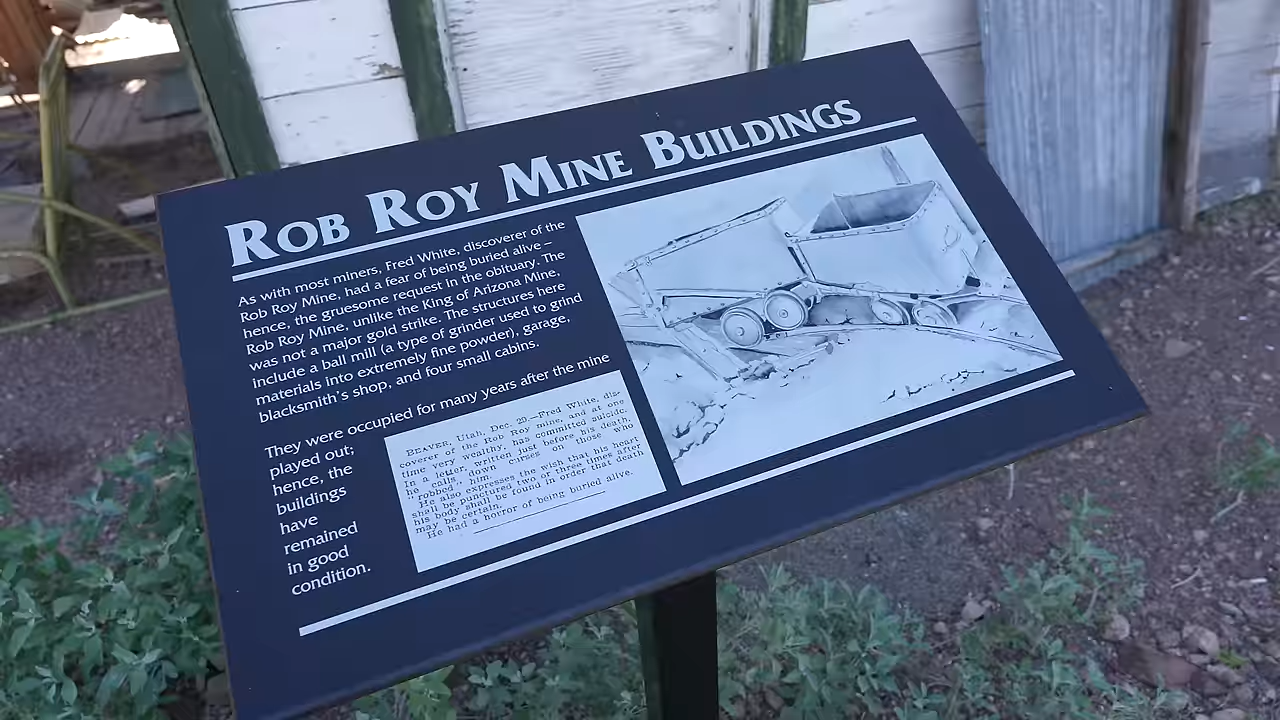 ROB ROY MINE BUILDINGS
As with most miners, Fred White, discoverer of the
Rob Roy Mine, had a fear of being buried alive –
hence, the gruesome request in the obituary. The
Rob Roy Mine, unlike the King of Arizona Mine,
was not a major gold strike. The structures here
include a ball mill (a type of grinder used to grind
materials into extremely fine powder), garage,
blacksmith's shop, and four small cabins.
They were occupied for many years after the mine
played out;
hence, the
buildings
have
remained
in good
condition.
BEAVER, Utah, Dec. 29.—Fred White, dis-
coverer of the Rob Roy mine, and at one
time very wealthy, has committed suicide.
In a letter, written just before his death,
he calls down curses on those who
"robbed" him.
He also expresses the wish that his heart
shall be punctured two or three times after
his body shall be found in order that death
may be certain.
He had a horror of being buried alive.